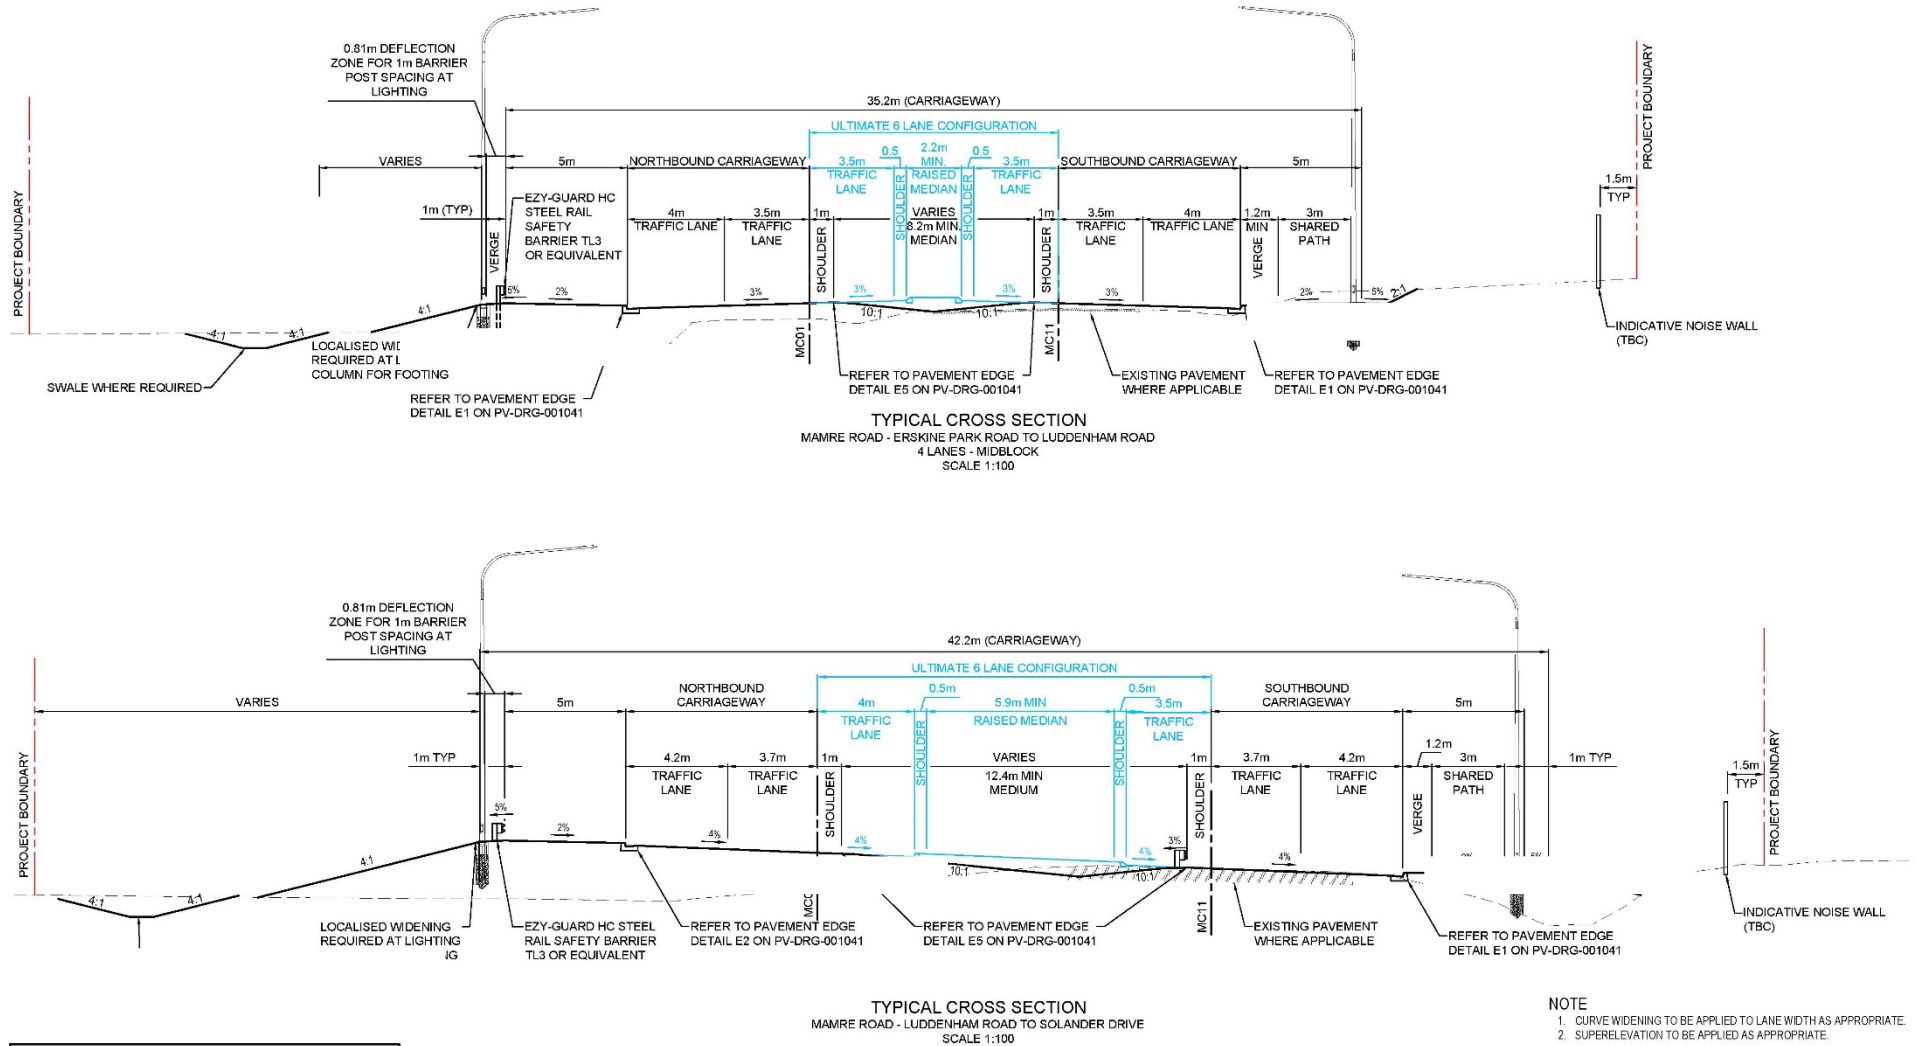 0.81m DEFLECTION
ZONE FOR 1m BARRIER
POST SPACING AT
LIGHTING
PROJECT BOUNDARY
PROJECT BOUNDARY
35.2m (CARRIAGEWAY)
ULTIMATE 6 LANE CONFIGURATION
VARIES
5m
NORTHBOUND CARRIAGEWAY
3.5m
TRAFFIC
LANE
0.5
SHOULDER
2.2m
MIN.
RAISED
MEDIAN
0.5
SHOULDER
3.5m
TRAFFIC
LANE
SOUTHBOUND CARRIAGEWAY
5m
1.5m
TYP
1m (TYP)
VERGE
EZY-GUARD HC
STEEL RAIL
SAFETY
BARRIER TL3
OR EQUIVALENT
4m
TRAFFIC LANE
3.5m
TRAFFIC
LANE
1m
SHOULDER
VARIES
8.2m MIN.
MEDIAN
1m
SHOULDER
3.5m
TRAFFIC
LANE
4m
TRAFFIC LANE
1.2m
MIN
VERGE
3m
SHARED
PATH
5%
2%
3%
3%
3%
3%
2%
5%
2:1
4:1
4:1
4:1
10:1
10:1
MC01
MC11
SWALE WHERE REQUIRED
LOCALISED WI
REQUIRED AT L
COLUMN FOR FOOTING
REFER TO PAVEMENT EDGE
DETAIL E1 ON PV-DRG-001041
REFER TO PAVEMENT EDGE
DETAIL E5 ON PV-DRG-001041
EXISTING PAVEMENT
WHERE APPLICABLE
REFER TO PAVEMENT EDGE
DETAIL E1 ON PV-DRG-001041
INDICATIVE NOISE WALL
(TBC)
TYPICAL CROSS SECTION
MAMRE ROAD - ERSKINE PARK ROAD TO LUDDENHAM ROAD
4 LANES - MIDBLOCK
SCALE 1:100
0.81m DEFLECTION
ZONE FOR 1m BARRIER
POST SPACING AT
LIGHTING
PROJECT BOUNDARY
PROJECT BOUNDARY
42.2m (CARRIAGEWAY)
ULTIMATE 6 LANE CONFIGURATION
VARIES
5m
NORTHBOUND
CARRIAGEWAY
4m
TRAFFIC
LANE
0.5m
SHOULDER
5.9m MIN
RAISED MEDIAN
0.5m
SHOULDER
3.5m
TRAFFIC
LANE
SOUTHBOUND
CARRIAGEWAY
5m
1m TYP
4.2m
TRAFFIC
LANE
3.7m
TRAFFIC
LANE
1m
SHOULDER
VARIES
12.4m MIN
MEDIUM
1m
SHOULDER
3.7m
TRAFFIC
LANE
4.2m
TRAFFIC
LANE
1.2m
VERGE
3m
SHARED
PATH
1m TYP
1.5m
TYP
5%
2%
4%
4%
4%
3%
4%
4:1
4:1
4:1
10:1
10:1
MC11
LOCALISED WIDENING
REQUIRED AT LIGHTING
EZY-GUARD HC STEEL
RAIL SAFETY BARRIER
TL3 OR EQUIVALENT
REFER TO PAVEMENT EDGE
DETAIL E2 ON PV-DRG-001041
REFER TO PAVEMENT EDGE
DETAIL E5 ON PV-DRG-001041
EXISTING PAVEMENT
WHERE APPLICABLE
REFER TO PAVEMENT EDGE
DETAIL E1 ON PV-DRG-001041
INDICATIVE NOISE WALL
(TBC)
TYPICAL CROSS SECTION
MAMRE ROAD - LUDDENHAM ROAD TO SOLANDER DRIVE
SCALE 1:100
NOTE
1. CURVE WIDENING TO BE APPLIED TO LANE WIDTH AS APPROPRIATE.
2. SUPERELEVATION TO BE APPLIED AS APPROPRIATE.